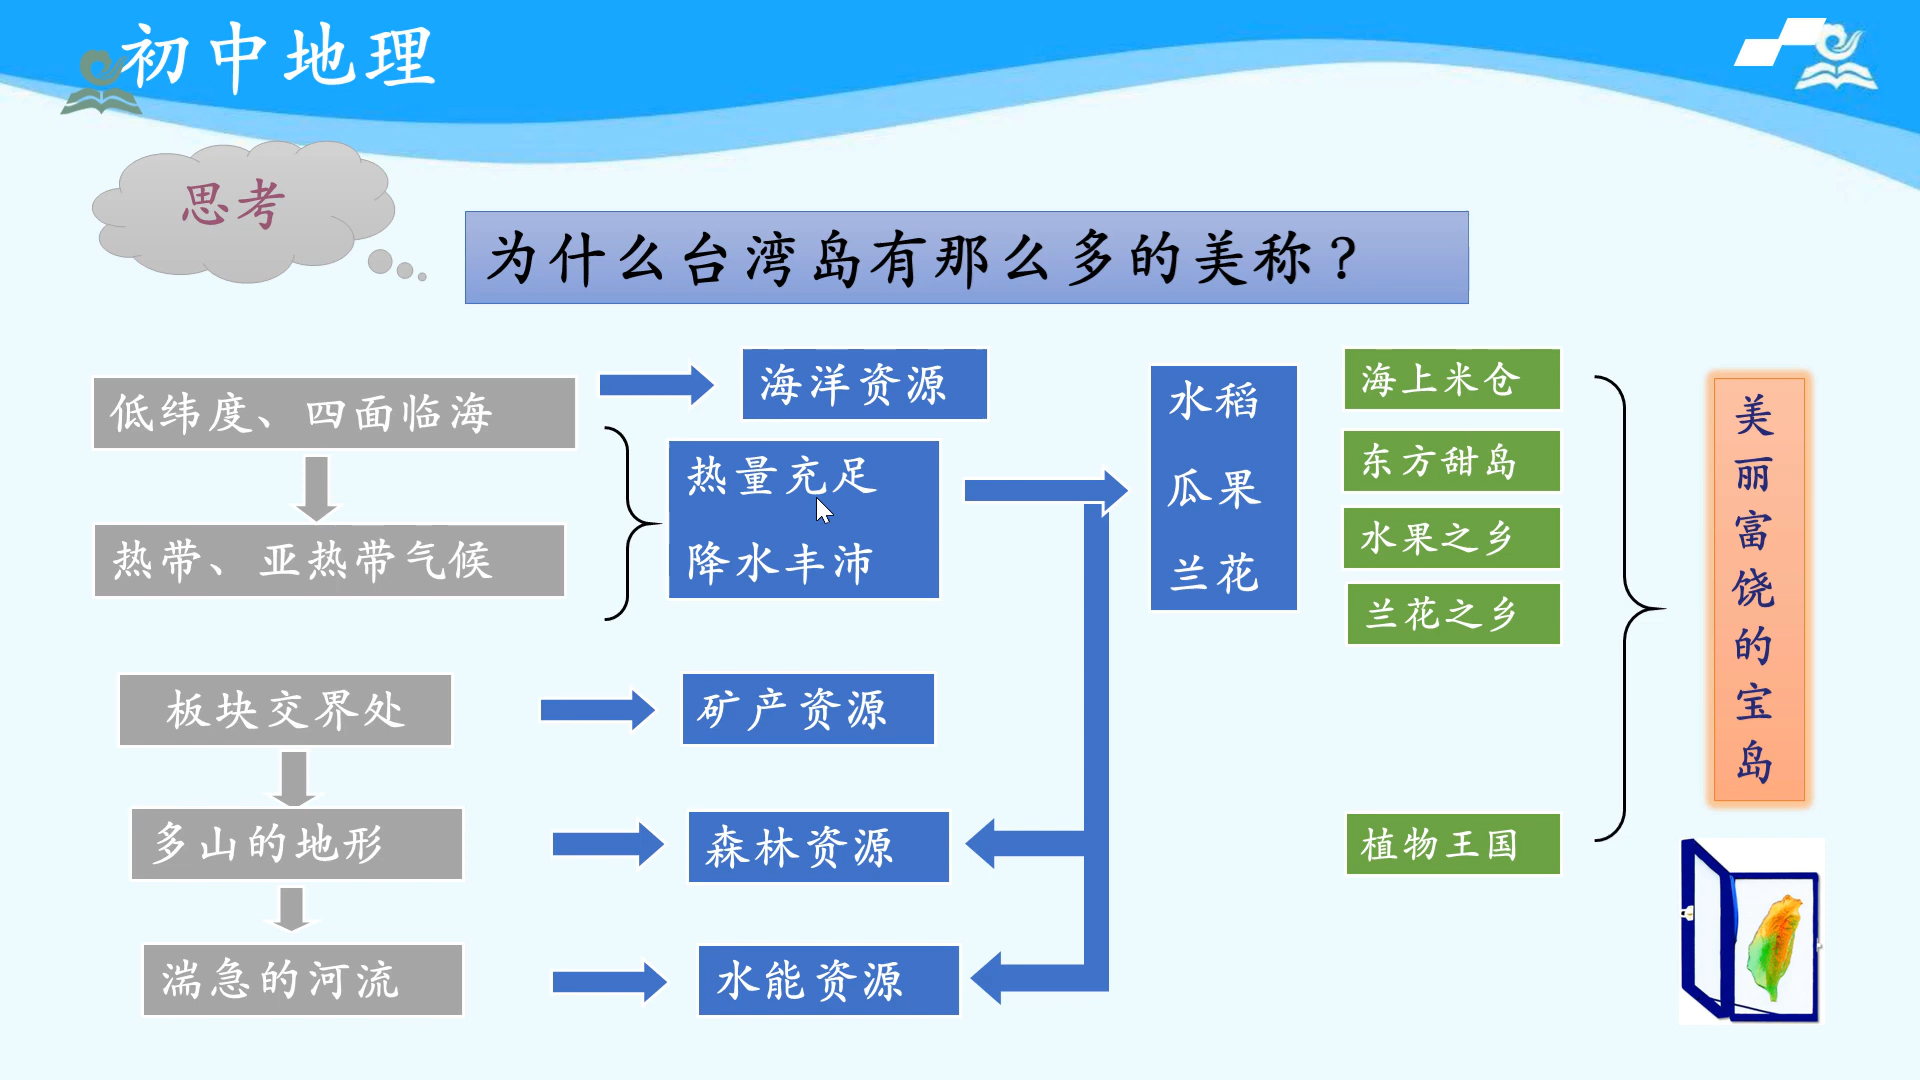 初中地理
思考
为什么台湾岛有那么多的美称？
低纬度、四面临海
海洋资源
热带、亚热带气候
热量充足
降水丰沛
水稻
瓜果
兰花
海上米仓
东方甜岛
水果之乡
兰花之乡
板块交界处
矿产资源
多山的地形
森林资源
植物王国
湍急的河流
水能资源
美丽富饶的宝岛